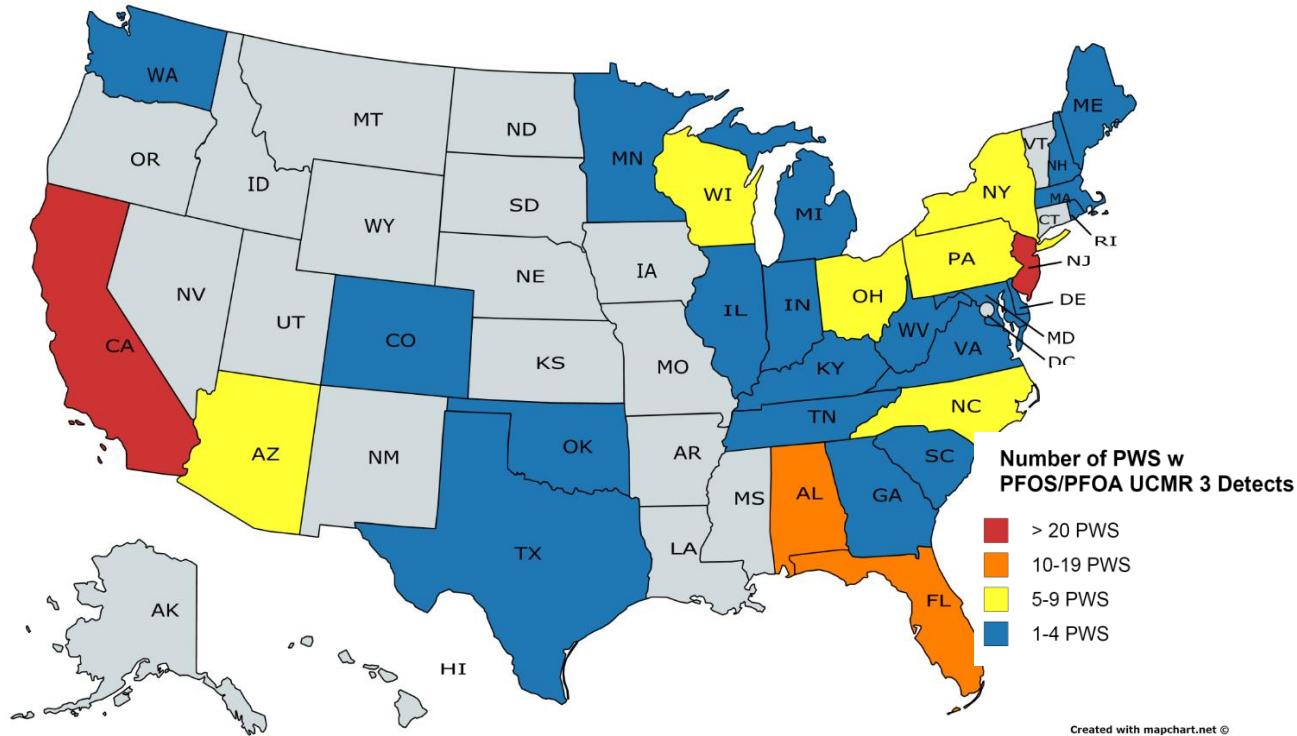 WA
MT
ND
MN
ME
OR
ID
SD
WI
MI
VT
NH
NY
MA
CT
RI
WY
NE
IA
PA
NJ
NV
UT
CO
KS
MO
IL
IN
OH
WV
VA
DE
MD
DC
CA
KY
AZ
NM
OK
AR
TN
NC
SC
MS
AL
GA
TX
LA
FL
AK
HI
Number of PWS w
PFOS/PFOA UCMR 3 Detects
> 20 PWS
10-19 PWS
5-9 PWS
1-4 PWS
Created with mapchart.net ©